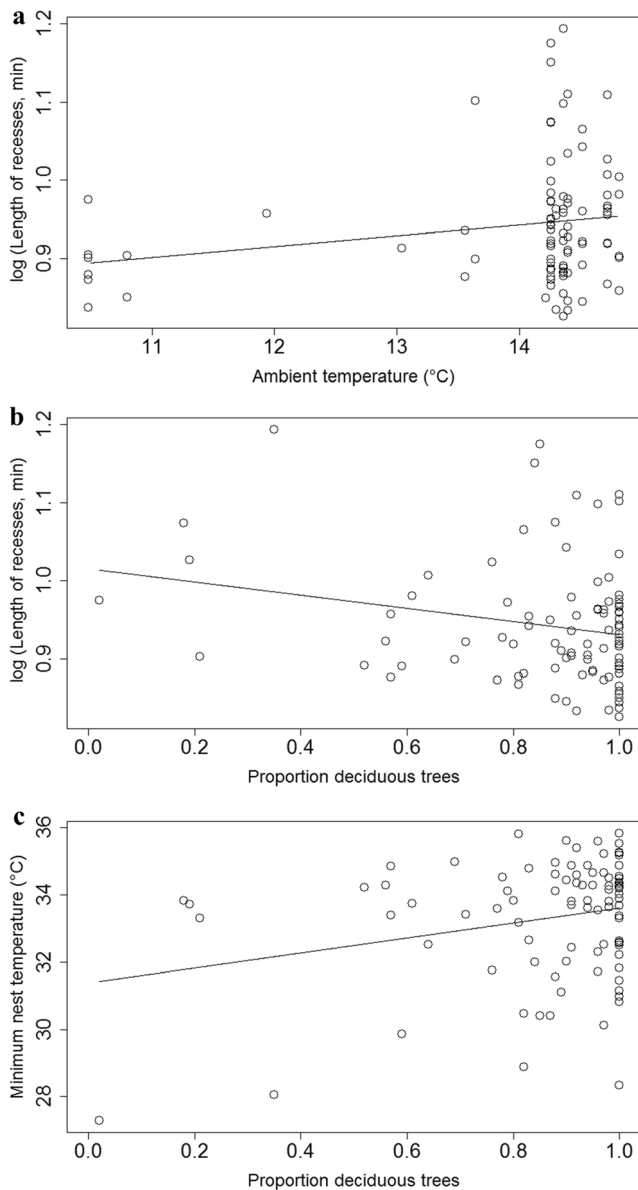 a
1.2
1.1
1.0
0.9
log (Length of recesses, min)
11 12 13 14
Ambient temperature (°C)
b
1.2
1.1
1.0
0.9
log (Length of recesses, min)
0.0 0.2 0.4 0.6 0.8 1.0
Proportion deciduous trees
c
36
34
32
30
28
Minimum nest temperature (°C)
0.0 0.2 0.4 0.6 0.8 1.0
Proportion deciduous trees